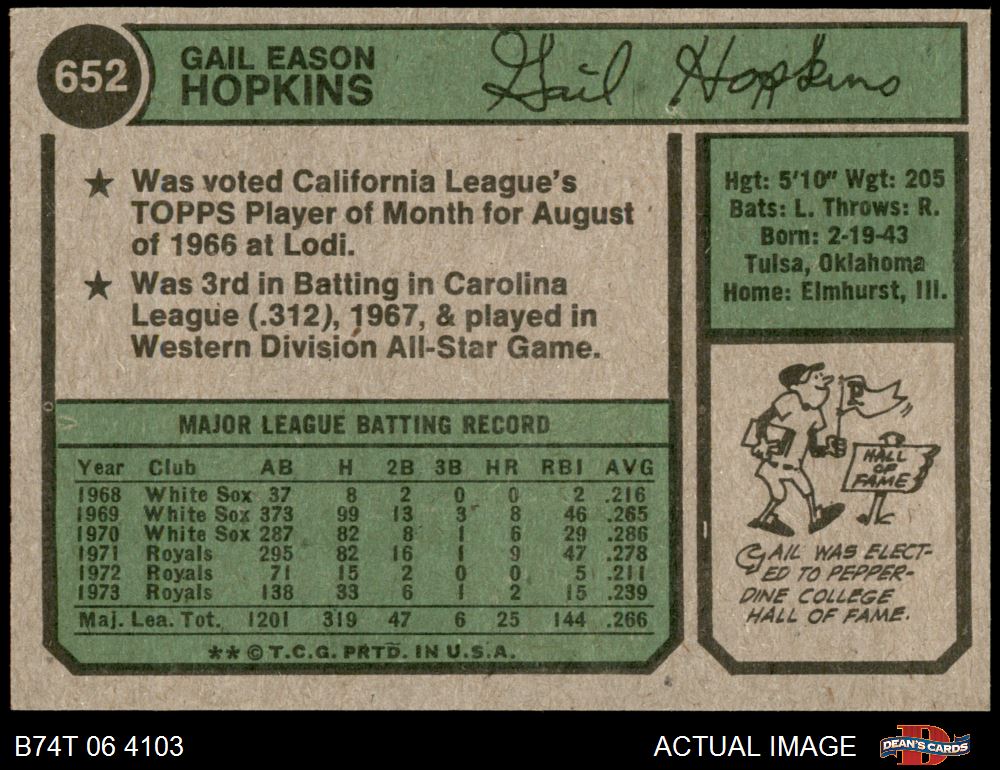 652
GAIL EASON
HOPKINS
Gail Hopkins
★ Was voted California League's
TOPPS Player of Month for August
of 1966 at Lodi.
★ Was 3rd in Batting in Carolina
League (.312), 1967, & played in
Western Division All-Star Game.
Hgt: 5'10" Wgt: 205
Bats: L. Throws: R.
Born: 2-19-43
Tulsa, Oklahoma
Home: Elmhurst, Ill.
MAJOR LEAGUE BATTING RECORD
Year Club AB H 2B 3B HR RBI AVG
1968 White Sox 37 8 2 0 0 2 .216
1969 White Sox 373 99 13 3 8 46 .265
1970 White Sox 287 82 8 1 6 29 .286
1971 Royals 295 82 16 1 9 47 .278
1972 Royals 71 15 2 0 0 5 .211
1973 Royals 138 33 6 1 2 15 .239
Maj. Lea. Tot. 1201 319 47 6 25 144 .266
** © T.C.G. PRTD. IN U.S.A.
P
HALL
OF
FAME
GAIL WAS ELECT-
ED TO PEPPER-
DINE COLLEGE
HALL OF FAME.
B74T 06 4103
ACTUAL IMAGE
D
DEAN'S CARDS